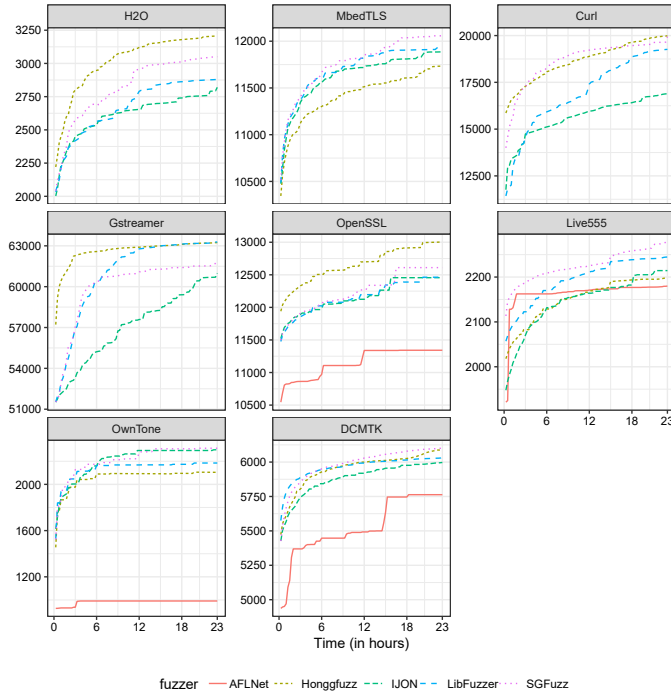 H2O
MbedTLS
Curl
3250
3000
2750
2500
2250
2000
12000
11500
11000
10500
20000
17500
15000
12500
Gstreamer
OpenSSL
Live555
63000
60000
57000
54000
51000
13000
12500
12000
11500
11000
10500
2200
2100
2000
0 6 12 18 23
OwnTone
DCMTK
2000
1600
1200
6000
5750
5500
5250
5000
0 6 12 18 23
0 6 12 18 23
Time (in hours)
fuzzer AFLNet Honggfuzz IJON LibFuzzer SGFuzz